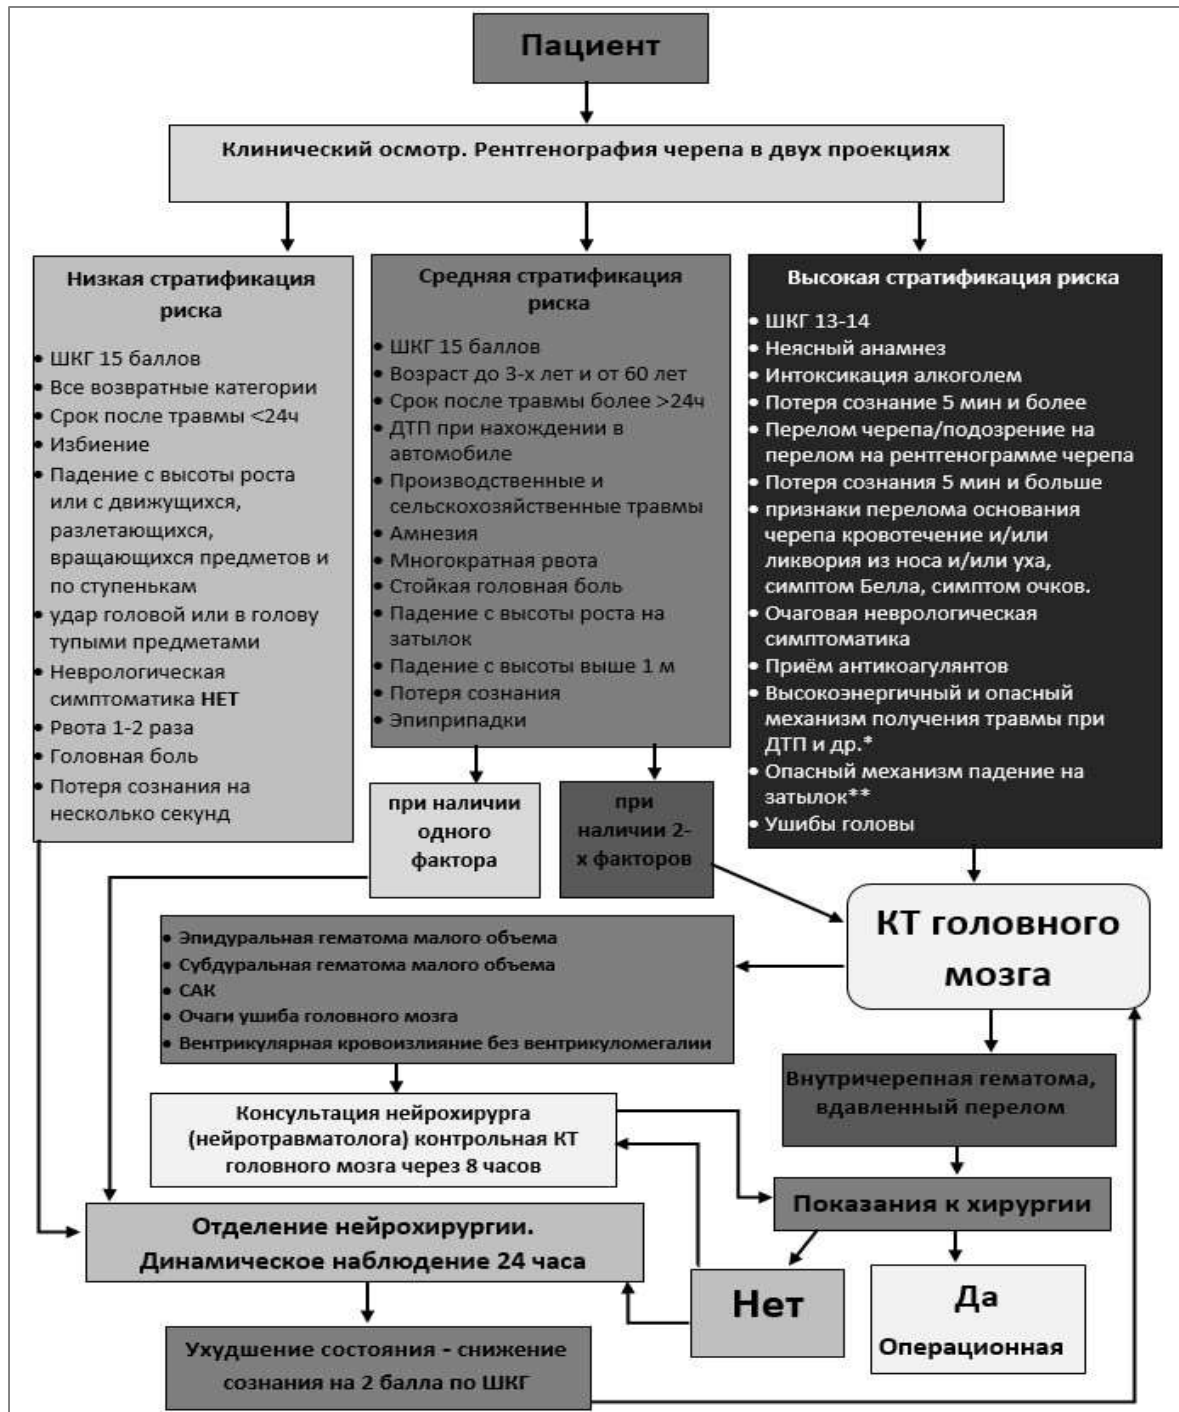 Пациент
Клинический осмотр. Рентгенография черепа в двух проекциях
Низкая стратификация
риска
• ШКГ 15 баллов
• Все возвратные категории
• Срок после травмы <24ч
• Избиение
• Падение с высоты роста
или с движущихся,
разлетающихся,
вращающихся предметов и
по ступенькам
• удар головой или в голову
тупыми предметами
• Неврологическая
симптоматика НЕТ
• Рвота 1-2 раза
• Головная боль
• Потеря сознания на
несколько секунд
Средняя стратификация
риска
• ШКГ 15 баллов
• Возраст до 3-х лет и от 60 лет
• Срок после травмы более >24ч
• ДТП при нахождении в
автомобиле
• Производственные и
сельскохозяйственные травмы
• Амнезия
• Многократная рвота
• Стойкая головная боль
• Падение с высоты роста на
затылок
• Падение с высоты выше 1 м
• Потеря сознания
• Эпиприпадки
Высокая стратификация риска
• ШКГ 13-14
• Неясный анамнез
• Интоксикация алкоголем
• Потеря сознание 5 мин и более
• Перелом черепа/подозрение на
перелом на рентгенограмме черепа
• Потеря сознания 5 мин и больше
• признаки перелома основания
черепа кровотечение и/или
ликвория из носа и/или уха,
симптом Белла, симптом очков.
• Очаговая неврологическая
симптоматика
• Приём антикоагулянтов
• Высокоэнергичный и опасный
механизм получения травмы при
ДТП и др.*
• Опасный механизм падение на
затылок**
• Ушибы головы
при наличии
одного
фактора
при
наличии 2-
х факторов
КТ головного
мозга
• Эпидуральная гематома малого объема
• Субдуральная гематома малого объема
• САК
• Очаги ушиба головного мозга
• Вентрикулярная кровоизлияние без вентрикуломегалии
Внутричерепная гематома,
вдавленный перелом
Консультация нейрохирурга
(нейротравматолога) контрольная КТ
головного мозга через 8 часов
Показания к хирургии
Отделение нейрохирургии.
Динамическое наблюдение 24 часа
Нет
Да
Операционная
Ухудшение состояния - снижение
сознания на 2 балла по ШКГ